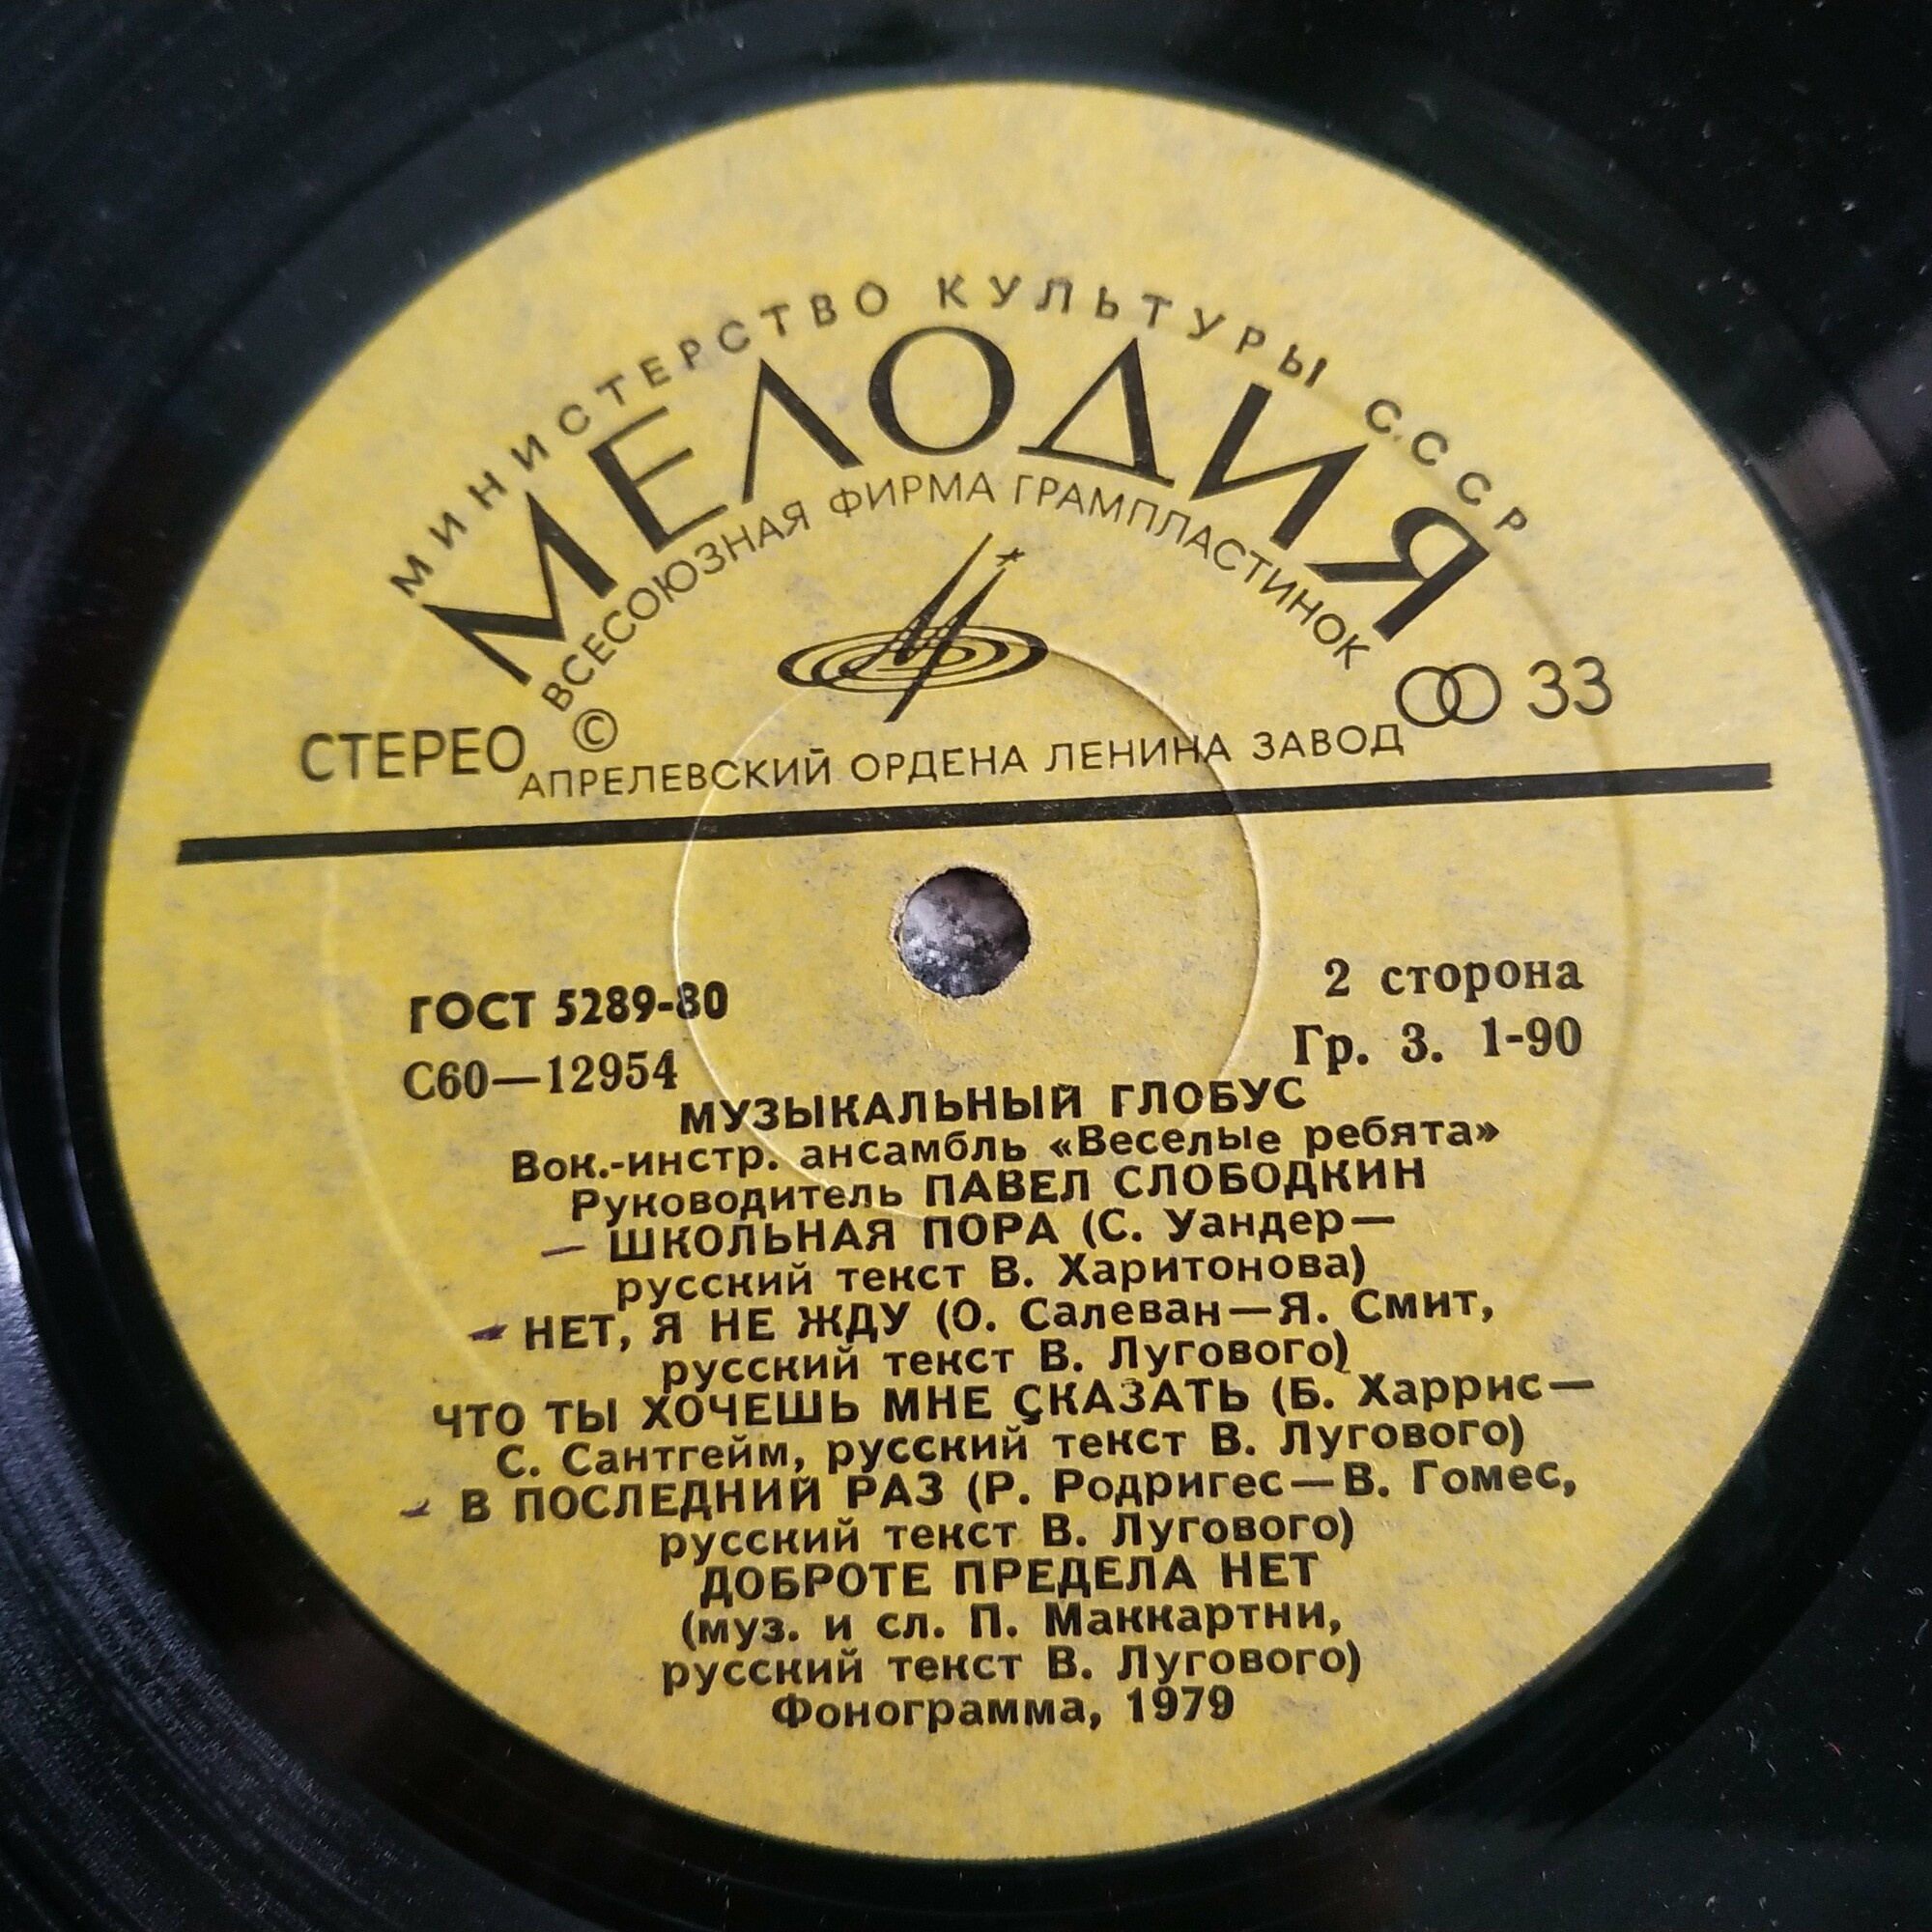 МИНИСТЕРСТВО КУЛЬТУРЫ СССР
МЕЛОДИЯ
ВСЕСОЮЗНАЯ ФИРМА ГРАМПЛАСТИНОК
33
СТЕРЕО ©
АПРЕЛЕВСКИЙ ОРДЕНА ЛЕНИНА ЗАВОД
ГОСТ 5289-80
2 сторона
С60—12954
Гр. 3. 1-90
МУЗЫКАЛЬНЫЙ ГЛОБУС
Вок.-инстр. ансамбль «Веселые ребята»
Руководитель ПАВЕЛ СЛОБОДКИН
— ШКОЛЬНАЯ ПОРА (С. Уандер—
русский текст В. Харитонова)
- НЕТ, Я НЕ ЖДУ (О. Салеван—Я. Смит,
русский текст В. Лугового)
ЧТО ТЫ ХОЧЕШЬ МНЕ СКАЗАТЬ (Б. Харрис—
С. Сантгейм, русский текст В. Лугового)
- В ПОСЛЕДНИЙ РАЗ (Р. Родригес—В. Гомес,
русский текст В. Лугового)
ДОБРОТЕ ПРЕДЕЛА НЕТ
(муз. и сл. П. Маккартни,
русский текст В. Лугового)
Фонограмма, 1979